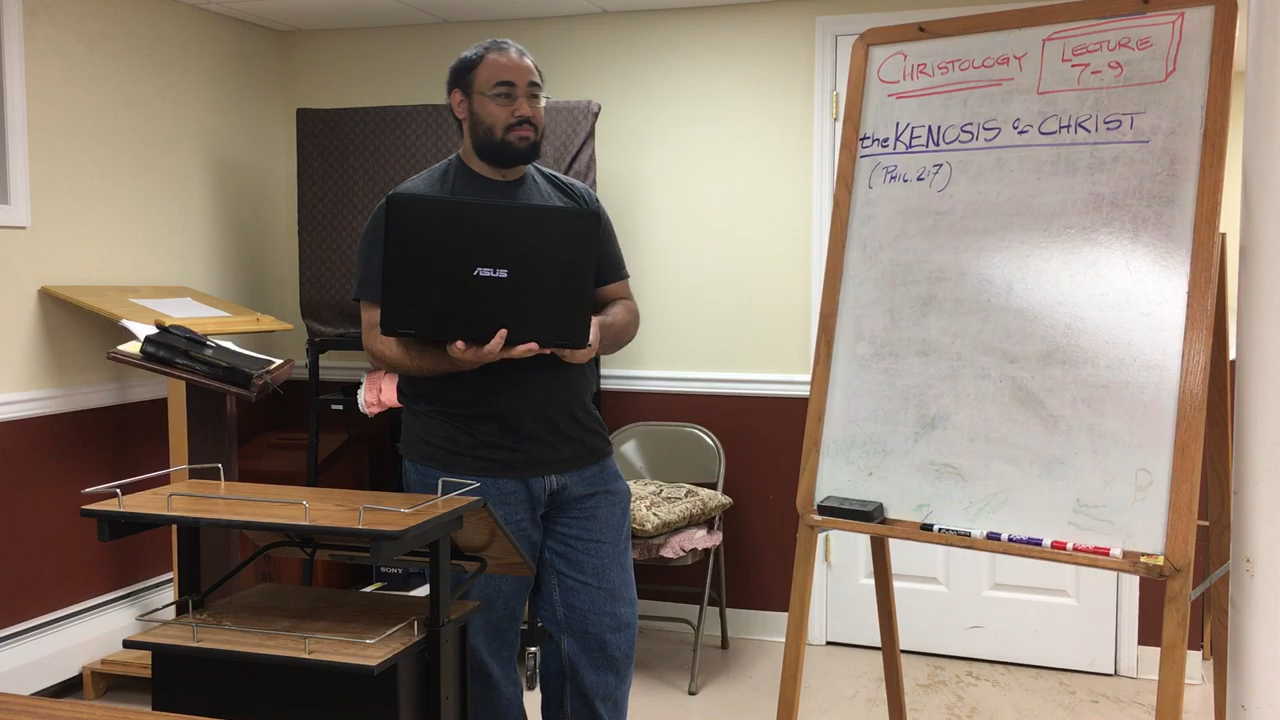 CHRISTOLOGY
LECTURE
7-9
the KENOSIS of CHRIST
(PHIL. 2:7)
ASUS
SONY